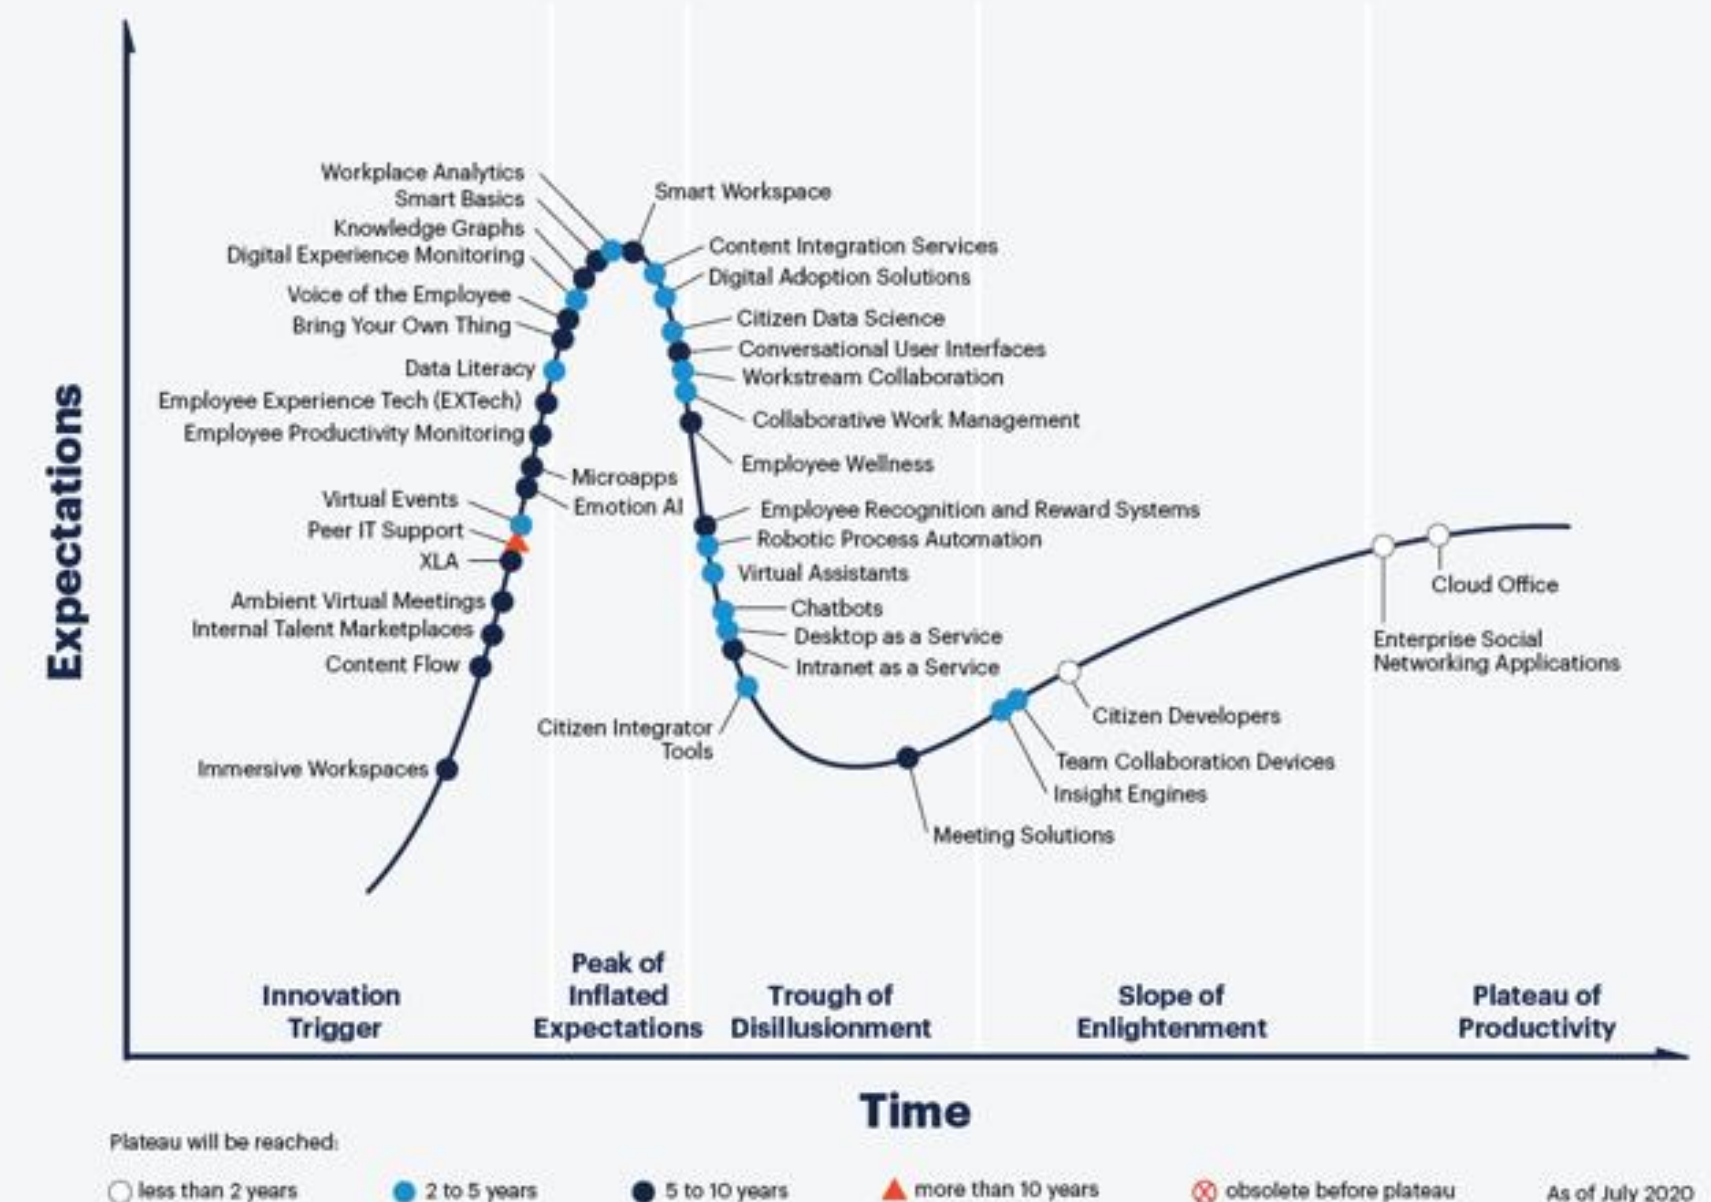 Expectations
Workplace Analytics
Smart Basics
Knowledge Graphs
Digital Experience Monitoring
Voice of the Employee
Bring Your Own Thing
Data Literacy
Employee Experience Tech (EXTech)
Employee Productivity Monitoring
Microapps
Emotion AI
Virtual Events
Peer IT Support
XLA
Ambient Virtual Meetings
Internal Talent Marketplaces
Content Flow
Immersive Workspaces
Smart Workspace
Content Integration Services
Digital Adoption Solutions
Citizen Data Science
Conversational User Interfaces
Workstream Collaboration
Collaborative Work Management
Employee Wellness
Employee Recognition and Reward Systems
Robotic Process Automation
Virtual Assistants
Chatbots
Desktop as a Service
Intranet as a Service
Citizen Integrator
Tools
Meeting Solutions
Insight Engines
Team Collaboration Devices
Citizen Developers
Enterprise Social
Networking Applications
Cloud Office
Innovation
Trigger
Peak of
Inflated
Expectations
Trough of
Disillusionment
Slope of
Enlightenment
Plateau of
Productivity
Time
Plateau will be reached:
less than 2 years
2 to 5 years
5 to 10 years
more than 10 years
obsolete before plateau
As of July 2020